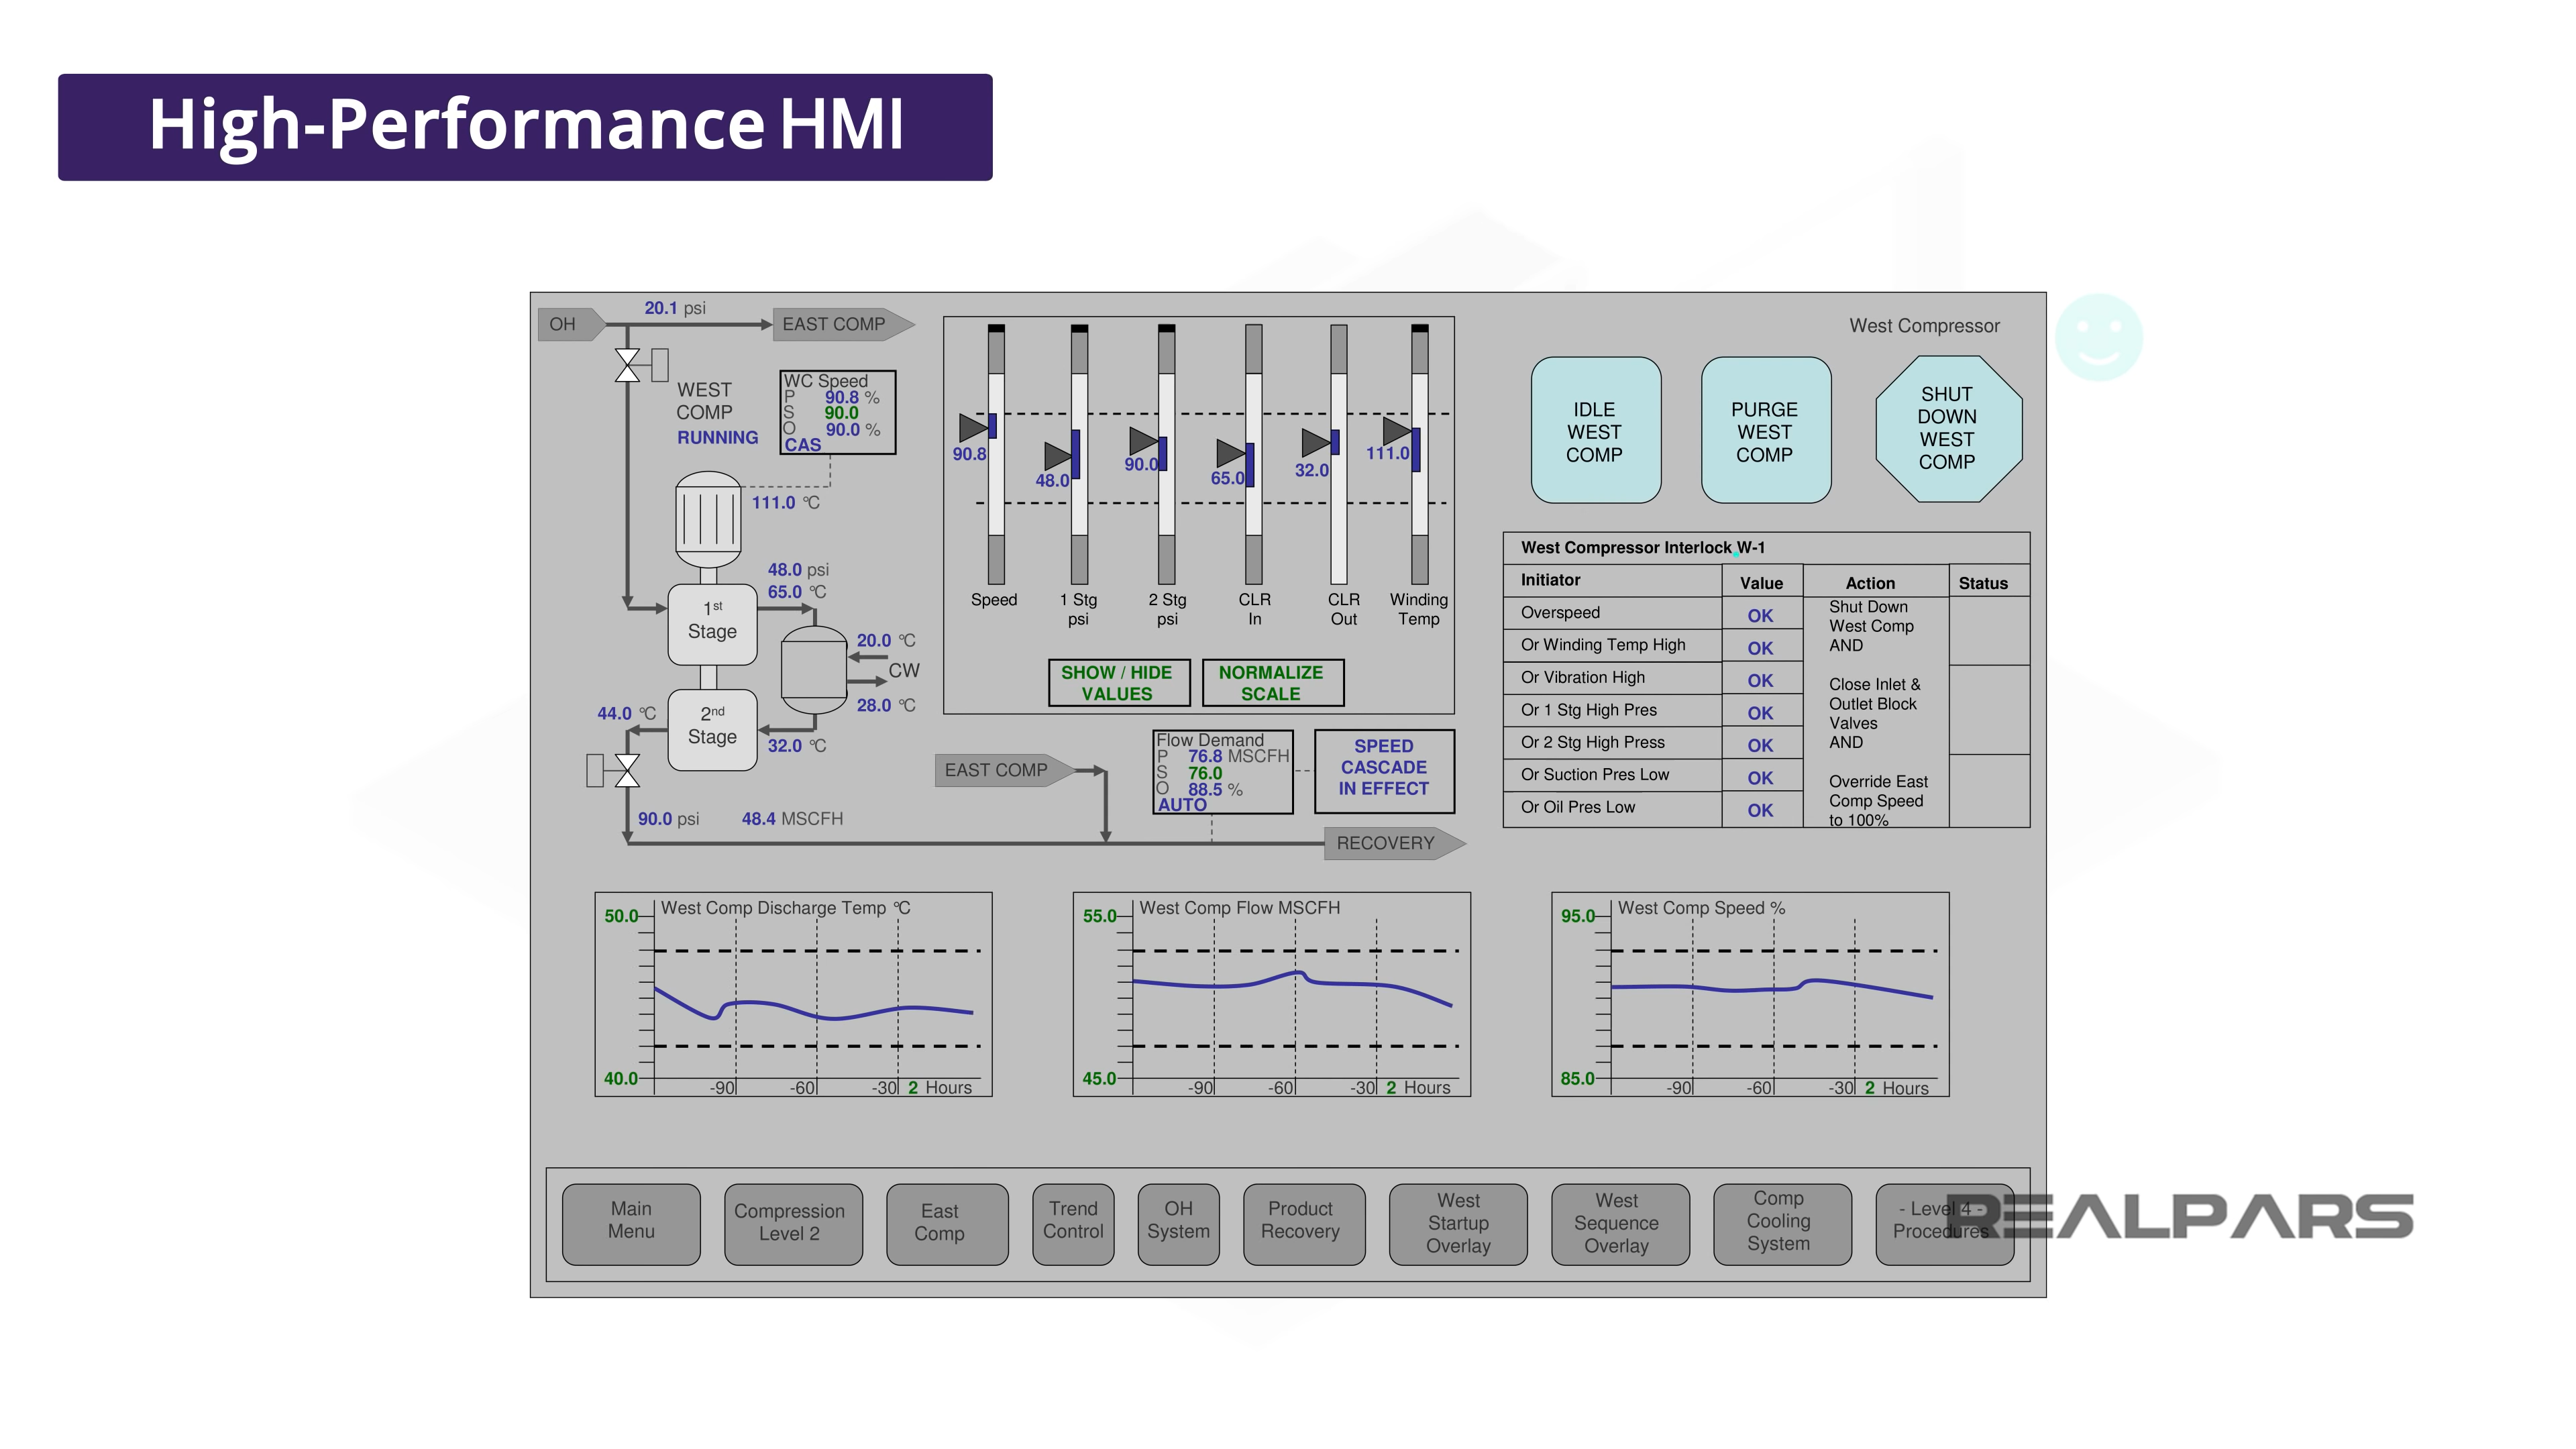 High-Performance HMI
OH
20.1 psi
EAST COMP
WEST
COMP
RUNNING
WC Speed
P 90.8 %
S 90.0
O 90.0 %
CAS
111.0 °C
48.0 psi
65.0 °C
1st
Stage
20.0 °C
CW
28.0 °C
2nd
Stage
44.0 °C
32.0 °C
90.0 psi
48.4 MSCFH
90.8
48.0
90.0
65.0
32.0
111.0
Speed
1 Stg
psi
2 Stg
psi
CLR
In
CLR
Out
Winding
Temp
SHOW / HIDE
VALUES
NORMALIZE
SCALE
EAST COMP
Flow Demand
P 76.8 MSCFH
S 76.0
O 88.5 %
AUTO
SPEED
CASCADE
IN EFFECT
RECOVERY
West Compressor
IDLE
WEST
COMP
PURGE
WEST
COMP
SHUT
DOWN
WEST
COMP
West Compressor Interlock W-1
Initiator Value Action Status
Overspeed OK
Or Winding Temp High OK
Or Vibration High OK
Or 1 Stg High Pres OK
Or 2 Stg High Press OK
Or Suction Pres Low OK
Or Oil Pres Low OK
Shut Down
West Comp
AND
Close Inlet &
Outlet Block
Valves
AND
Override East
Comp Speed
to 100%
West Comp Discharge Temp °C
50.0
40.0
-90 -60 -30 2 Hours
West Comp Flow MSCFH
55.0
45.0
-90 -60 -30 2 Hours
West Comp Speed %
95.0
85.0
-90 -60 -30 2 Hours
Main
Menu
Compression
Level 2
East
Comp
Trend
Control
OH
System
Product
Recovery
West
Startup
Overlay
West
Sequence
Overlay
Comp
Cooling
System
- Level 4 -
Procedures
REALPARS